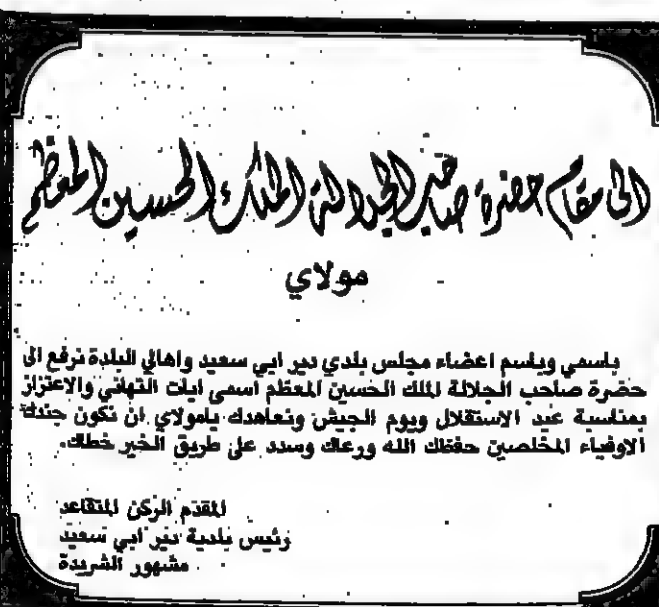 الى مقام حضرة صاحب الجلالة الملك الحسين المعظم
مولاي
باسمي وباسم اعضاء مجلس بلدي دير ابي سعيد واهالي البلدة نرفع الى
حضرة صاحب الجلالة الملك الحسين المعظم اسمى ايات التهاني والاعتزاز
بمناسبة عيد الاستقلال ويوم الجيش ونعاهدك يامولاي ان نكون جندك
الاوفياء المخلصين حفظك الله ورعاك وسدد على طريق الخير خطاك.
المقدم الركن المتقاعد
رئيس بلدية دير ابي سعيد
مشهور الشريدة